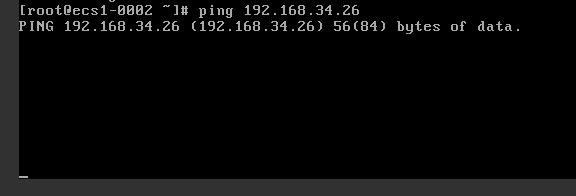 [root@ecs1-0002 ~]# ping 192.168.34.26
PING 192.168.34.26 (192.168.34.26) 56(84) bytes of data.